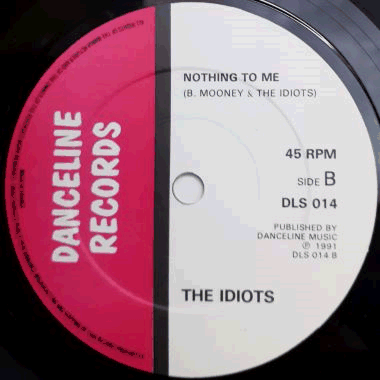 DANCELINE
RECORDS
NOTHING TO ME
(B. MOONEY & THE IDIOTS)
45 RPM
SIDE B
DLS 014
PUBLISHED BY
DANCELINE MUSIC
℗ 1991
DLS 014 B
THE IDIOTS